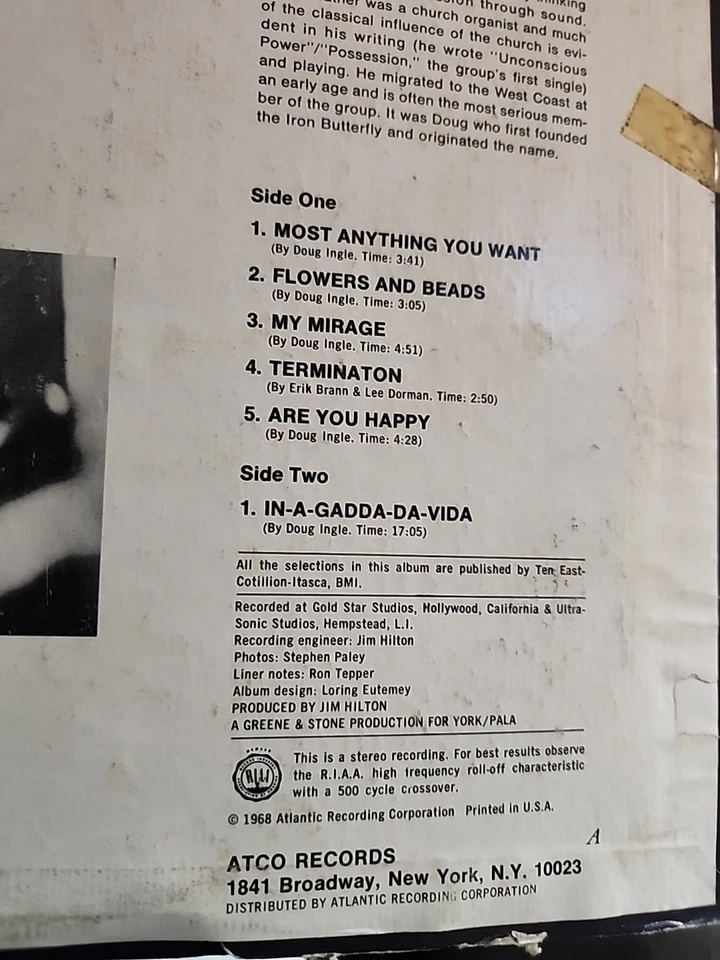 through sound.
was a church organist and much
of the classical influence of the church is evi-
dent in his writing (he wrote "Unconscious
Power"/"Possession," the group's first single)
and playing. He migrated to the West Coast at
an early age and is often the most serious mem-
ber of the group. It was Doug who first founded
the Iron Butterfly and originated the name.
Side One
1. MOST ANYTHING YOU WANT
(By Doug Ingle. Time: 3:41)
2. FLOWERS AND BEADS
(By Doug Ingle. Time: 3:05)
3. MY MIRAGE
(By Doug Ingle. Time: 4:51)
4. TERMINATON
(By Erik Brann & Lee Dorman. Time: 2:50)
5. ARE YOU HAPPY
(By Doug Ingle. Time: 4:28)
Side Two
1. IN-A-GADDA-DA-VIDA
(By Doug Ingle. Time: 17:05)
All the selections in this album are published by Ten East-
Cotillion-Itasca, BMI.
Recorded at Gold Star Studios, Hollywood, California & Ultra-
Sonic Studios, Hempstead, L.I.
Recording engineer: Jim Hilton
Photos: Stephen Paley
Liner notes: Ron Tepper
Album design: Loring Eutemey
PRODUCED BY JIM HILTON
A GREENE & STONE PRODUCTION FOR YORK/PALA
This is a stereo recording. For best results observe
the R.I.A.A. high frequency roll-off characteristic
with a 500 cycle crossover.
© 1968 Atlantic Recording Corporation Printed in U.S.A.
A
ATCO RECORDS
1841 Broadway, New York, N.Y. 10023
DISTRIBUTED BY ATLANTIC RECORDING CORPORATION